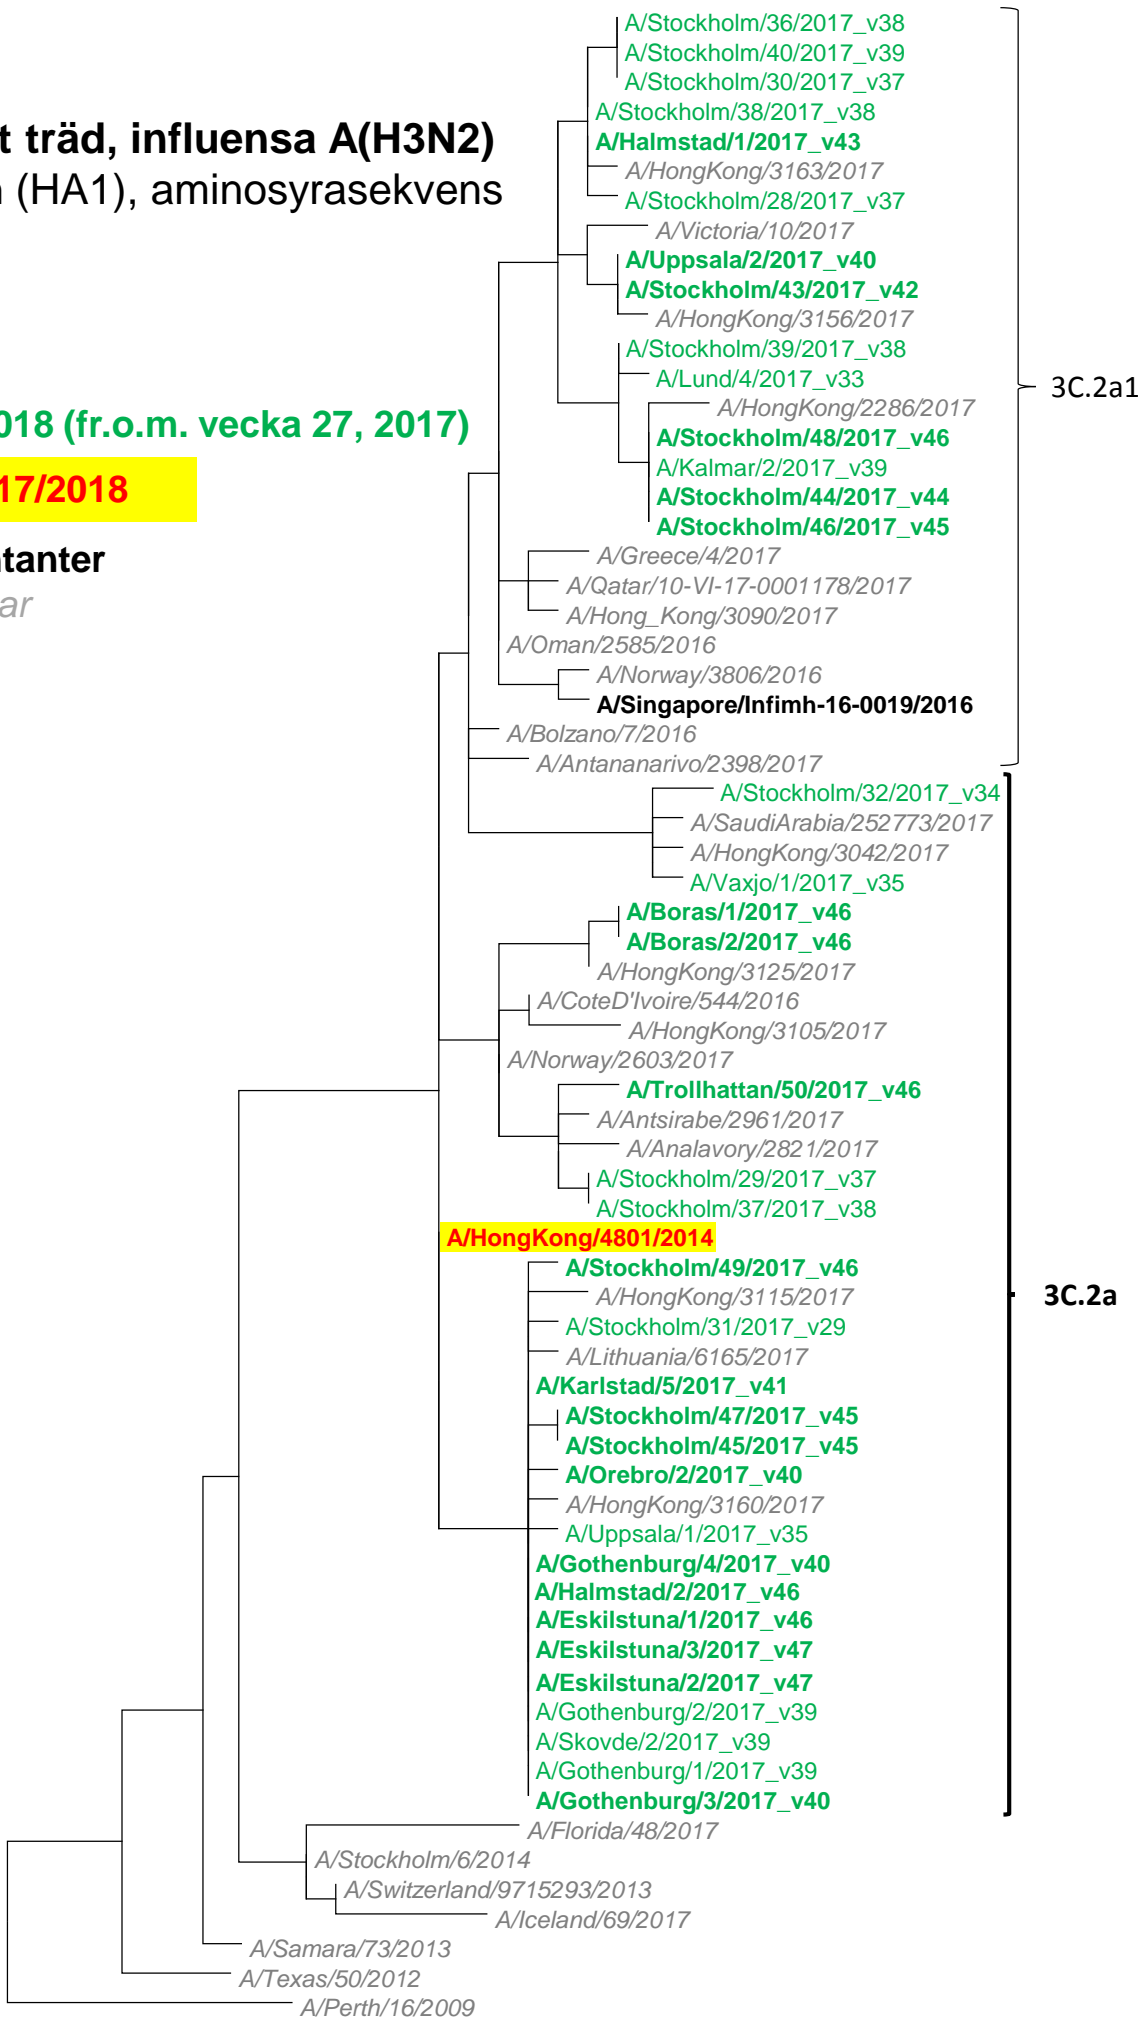 A/Stockholm/36/2017_v38
A/Stockholm/40/2017_v39
A/Stockholm/30/2017_v37
A/Stockholm/38/2017_v38
t träd, influensa A(H3N2)
A/Halmstad/1/2017_v43
A/HongKong/3163/2017
(HA1), aminosyrasekvens
A/Stockholm/28/2017_v37
A/Victoria/10/2017
A/Uppsala/2/2017_v40
A/Stockholm/43/2017_v42
A/HongKong/3156/2017
A/Stockholm/39/2017_v38
A/Lund/4/2017_v33
3C.2a1
A/HongKong/2286/2017
018 (fr.o.m. vecka 27, 2017)
A/Stockholm/48/2017_v46
A/Kalmar/2/2017_v39
17/2018
A/Stockholm/44/2017_v44
A/Stockholm/46/2017_v45
tanter
A/Greece/4/2017
A/Qatar/10-VI-17-0001178/2017
ar
A/Hong_Kong/3090/2017
A/Oman/2585/2016
A/Norway/3806/2016
A/Singapore/Infimh-16-0019/2016
A/Bolzano/7/2016
A/Antananarivo/2398/2017
A/Stockholm/32/2017_v34
A/SaudiArabia/252773/2017
A/HongKong/3042/2017
A/Vaxjo/1/2017_v35
A/Boras/1/2017_v46
A/Boras/2/2017_v46
A/HongKong/3125/2017
A/CoteD'Ivoire/544/2016
A/HongKong/3105/2017
A/Norway/2603/2017
A/Trollhattan/50/2017_v46
A/Antsirabe/2961/2017
A/Analavory/2821/2017
A/Stockholm/29/2017_v37
A/Stockholm/37/2017_v38
A/HongKong/4801/2014
A/Stockholm/49/2017_v46
A/HongKong/3115/2017
3C.2a
A/Stockholm/31/2017_v29
A/Lithuania/6165/2017
A/Karlstad/5/2017_v41
A/Stockholm/47/2017_v45
A/Stockholm/45/2017_v45
A/Orebro/2/2017_v40
A/HongKong/3160/2017
A/Uppsala/1/2017_v35
A/Gothenburg/4/2017_v40
A/Halmstad/2/2017_v46
A/Eskilstuna/1/2017_v46
A/Eskilstuna/3/2017_v47
A/Eskilstuna/2/2017_v47
A/Gothenburg/2/2017_v39
A/Skovde/2/2017_v39
A/Gothenburg/1/2017_v39
A/Gothenburg/3/2017_v40
A/Florida/48/2017
A/Stockholm/6/2014
A/Switzerland/9715293/2013
A/Iceland/69/2017
A/Samara/73/2013
A/Texas/50/2012
A/Perth/16/2009